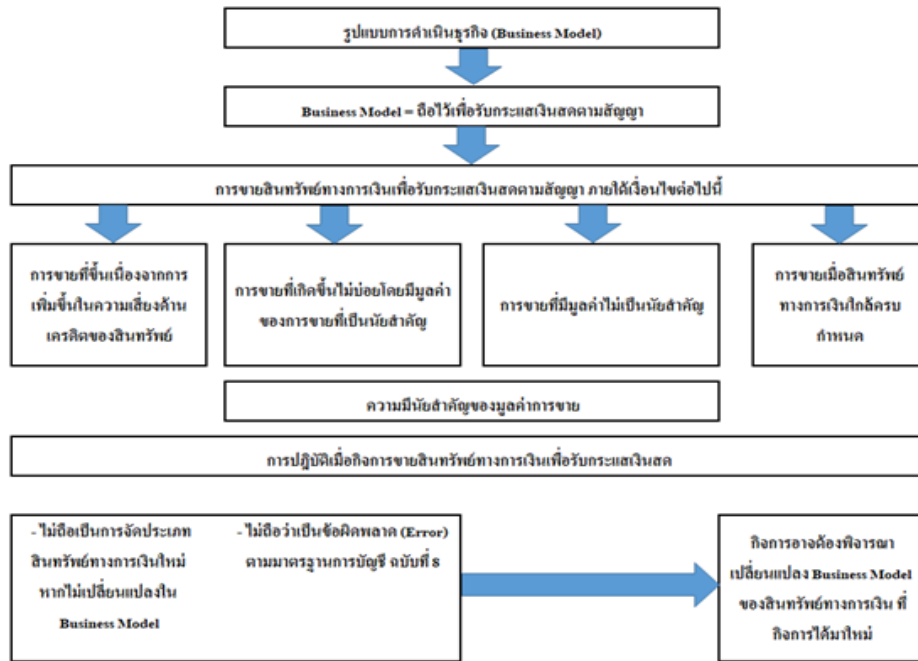 รูปแบบการดำเนินธุรกิจ (Business Model)
Business Model = ถือไว้เพื่อรับกระแสเงินสดตามสัญญา
การขายสินทรัพย์ทางการเงินเพื่อรับกระแสเงินสดตามสัญญา ภายใต้เงื่อนไขต่อไปนี้
การขายที่ขึ้นเนื่องจากการ
เพิ่มขึ้นในความเสี่ยงด้าน
เครดิตของสินทรัพย์
การขายที่เกิดขึ้นไม่บ่อยโดยมีมูลค่า
ของการขายที่เป็นนัยสำคัญ
การขายที่มีมูลค่าไม่เป็นนัยสำคัญ
การขายเมื่อสินทรัพย์
ทางการเงินใกล้ครบ
กำหนด
ความมีนัยสำคัญของมูลค่าการขาย
การปฏิบัติเมื่อกิจการขายสินทรัพย์ทางการเงินเพื่อรับกระแสเงินสด
- ไม่ถือเป็นการจัดประเภท
สินทรัพย์ทางการเงินใหม่
หากไม่เปลี่ยนแปลงใน
Business Model
- ไม่ถือว่าเป็นข้อผิดพลาด (Error)
ตามมาตรฐานการบัญชี ฉบับที่ 8
กิจการอาจต้องพิจารณา
เปลี่ยนแปลง Business Model
ของสินทรัพย์ทางการเงิน ที่
กิจการได้มาใหม่